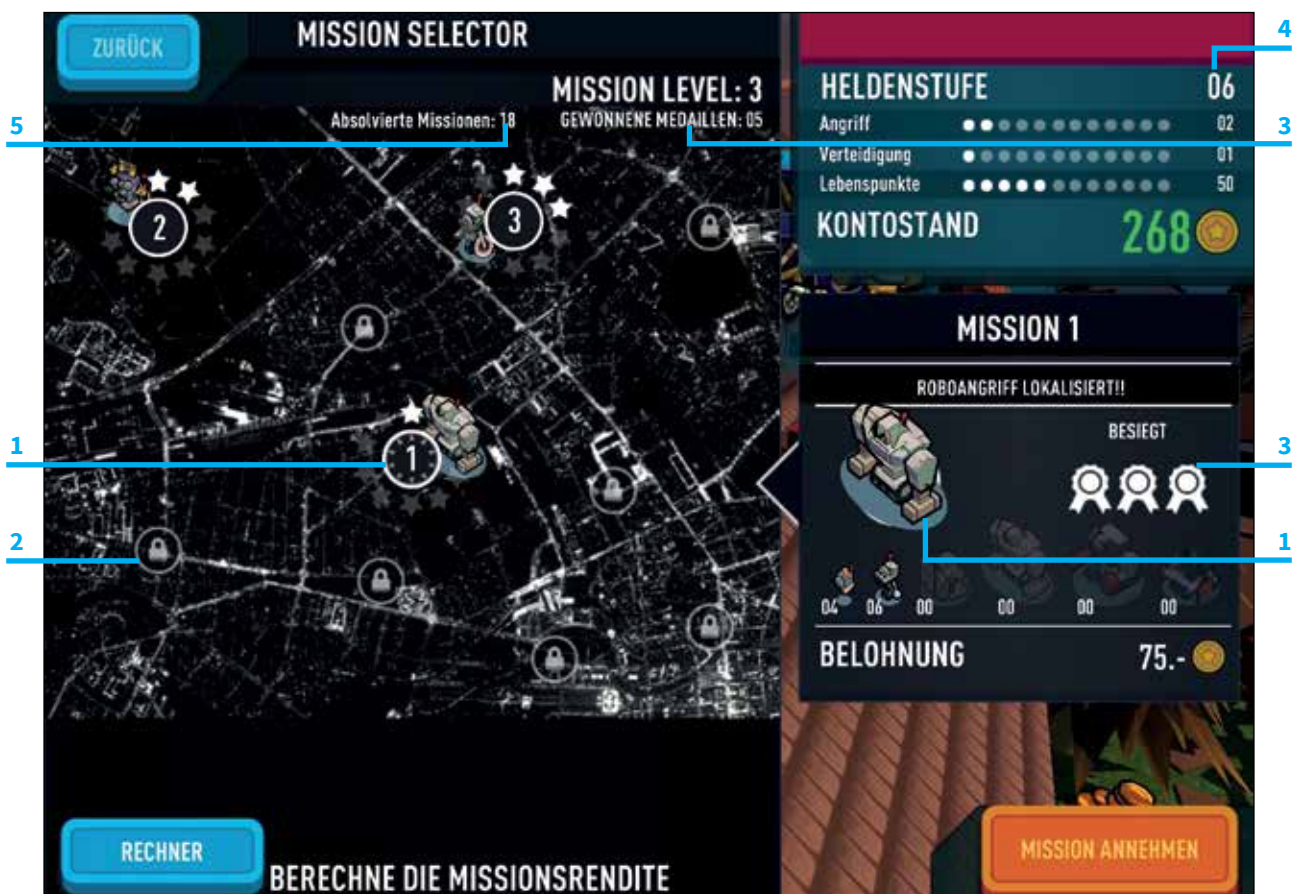 ZURÜCK
MISSION SELECTOR
4
MISSION LEVEL: 3
HELDENSTUFE 06
5
Absolvierte Missionen: 18
GEWONNENE MEDAILLEN: 05
Angriff 02
3
Verteidigung 01
Lebenspunkte 50
2
3
KONTOSTAND 268
MISSION 1
ROBOANGRIFF LOKALISIERT!!
1
1
BESIEGT
3
2
1
04 06 00 00 00 00
BELOHNUNG 75.-
RECHNER
BERECHNE DIE MISSIONSRENDITE
MISSION ANNEHMEN